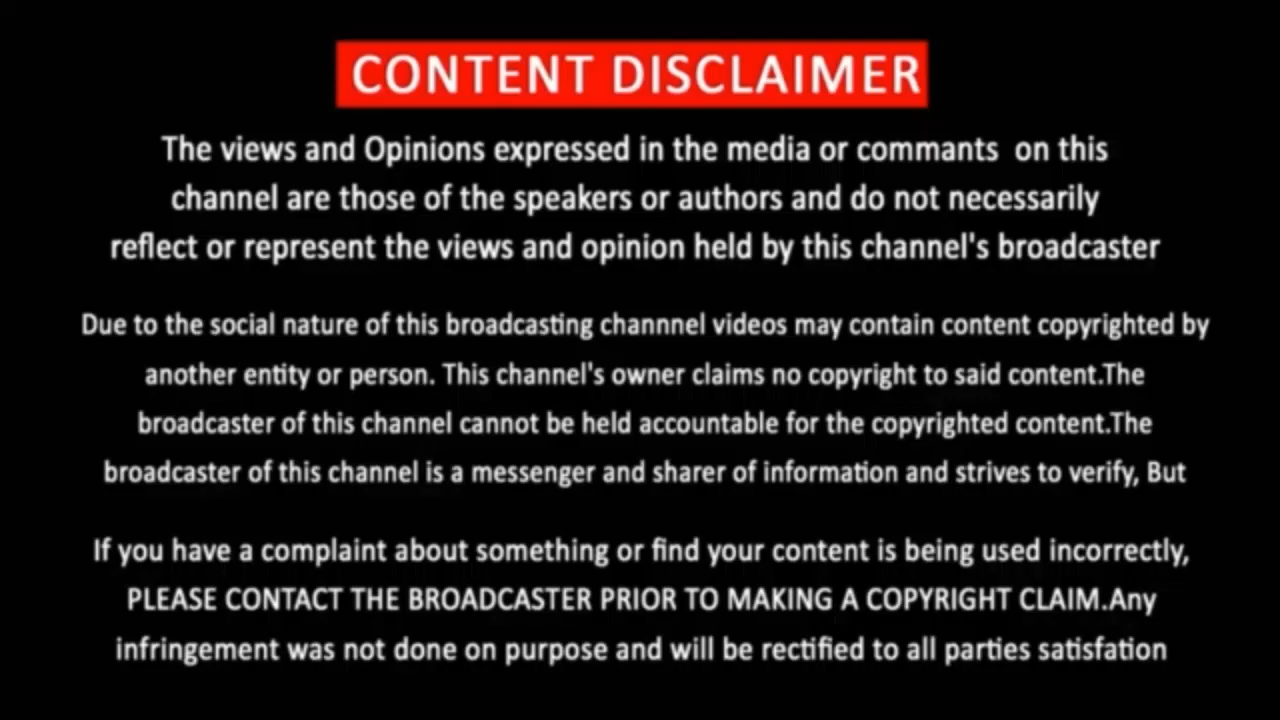 CONTENT DISCLAIMER
The views and Opinions expressed in the media or commants on this
channel are those of the speakers or authors and do not necessarily
reflect or represent the views and opinion held by this channel's broadcaster
Due to the social nature of this broadcasting channnel videos may contain content copyrighted by
another entity or person. This channel's owner claims no copyright to said content.The
broadcaster of this channel cannot be held accountable for the copyrighted content.The
broadcaster of this channel is a messenger and sharer of information and strives to verify, But
If you have a complaint about something or find your content is being used incorrectly,
PLEASE CONTACT THE BROADCASTER PRIOR TO MAKING A COPYRIGHT CLAIM.Any
infringement was not done on purpose and will be rectified to all parties satisfation